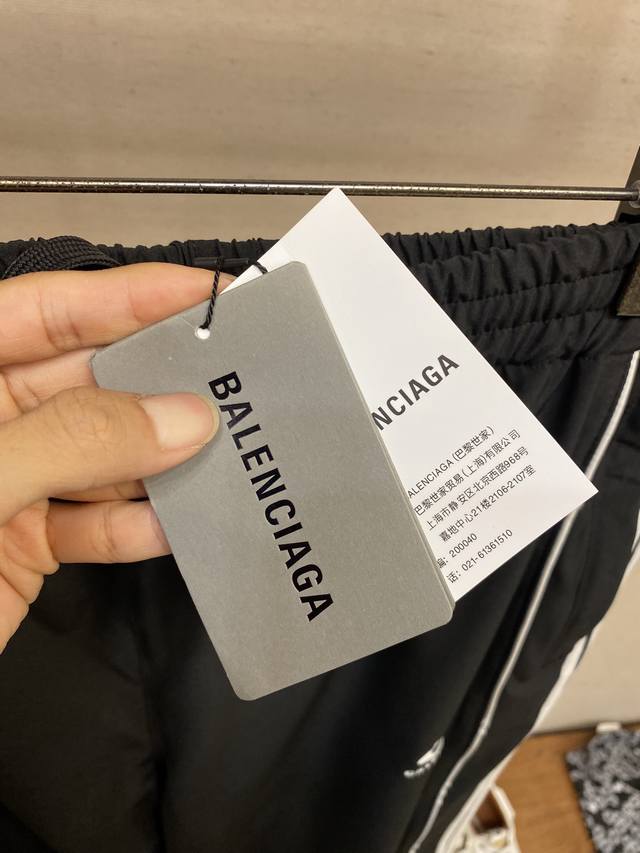 BALENCIAGA
NCIAGA
ALENCIAGA (巴黎世家)
巴黎世家贸易(上海)有限公司
上海市静安区北京西路968号
嘉地中心21楼2106-2107室
编: 200040
话: 021-61361510